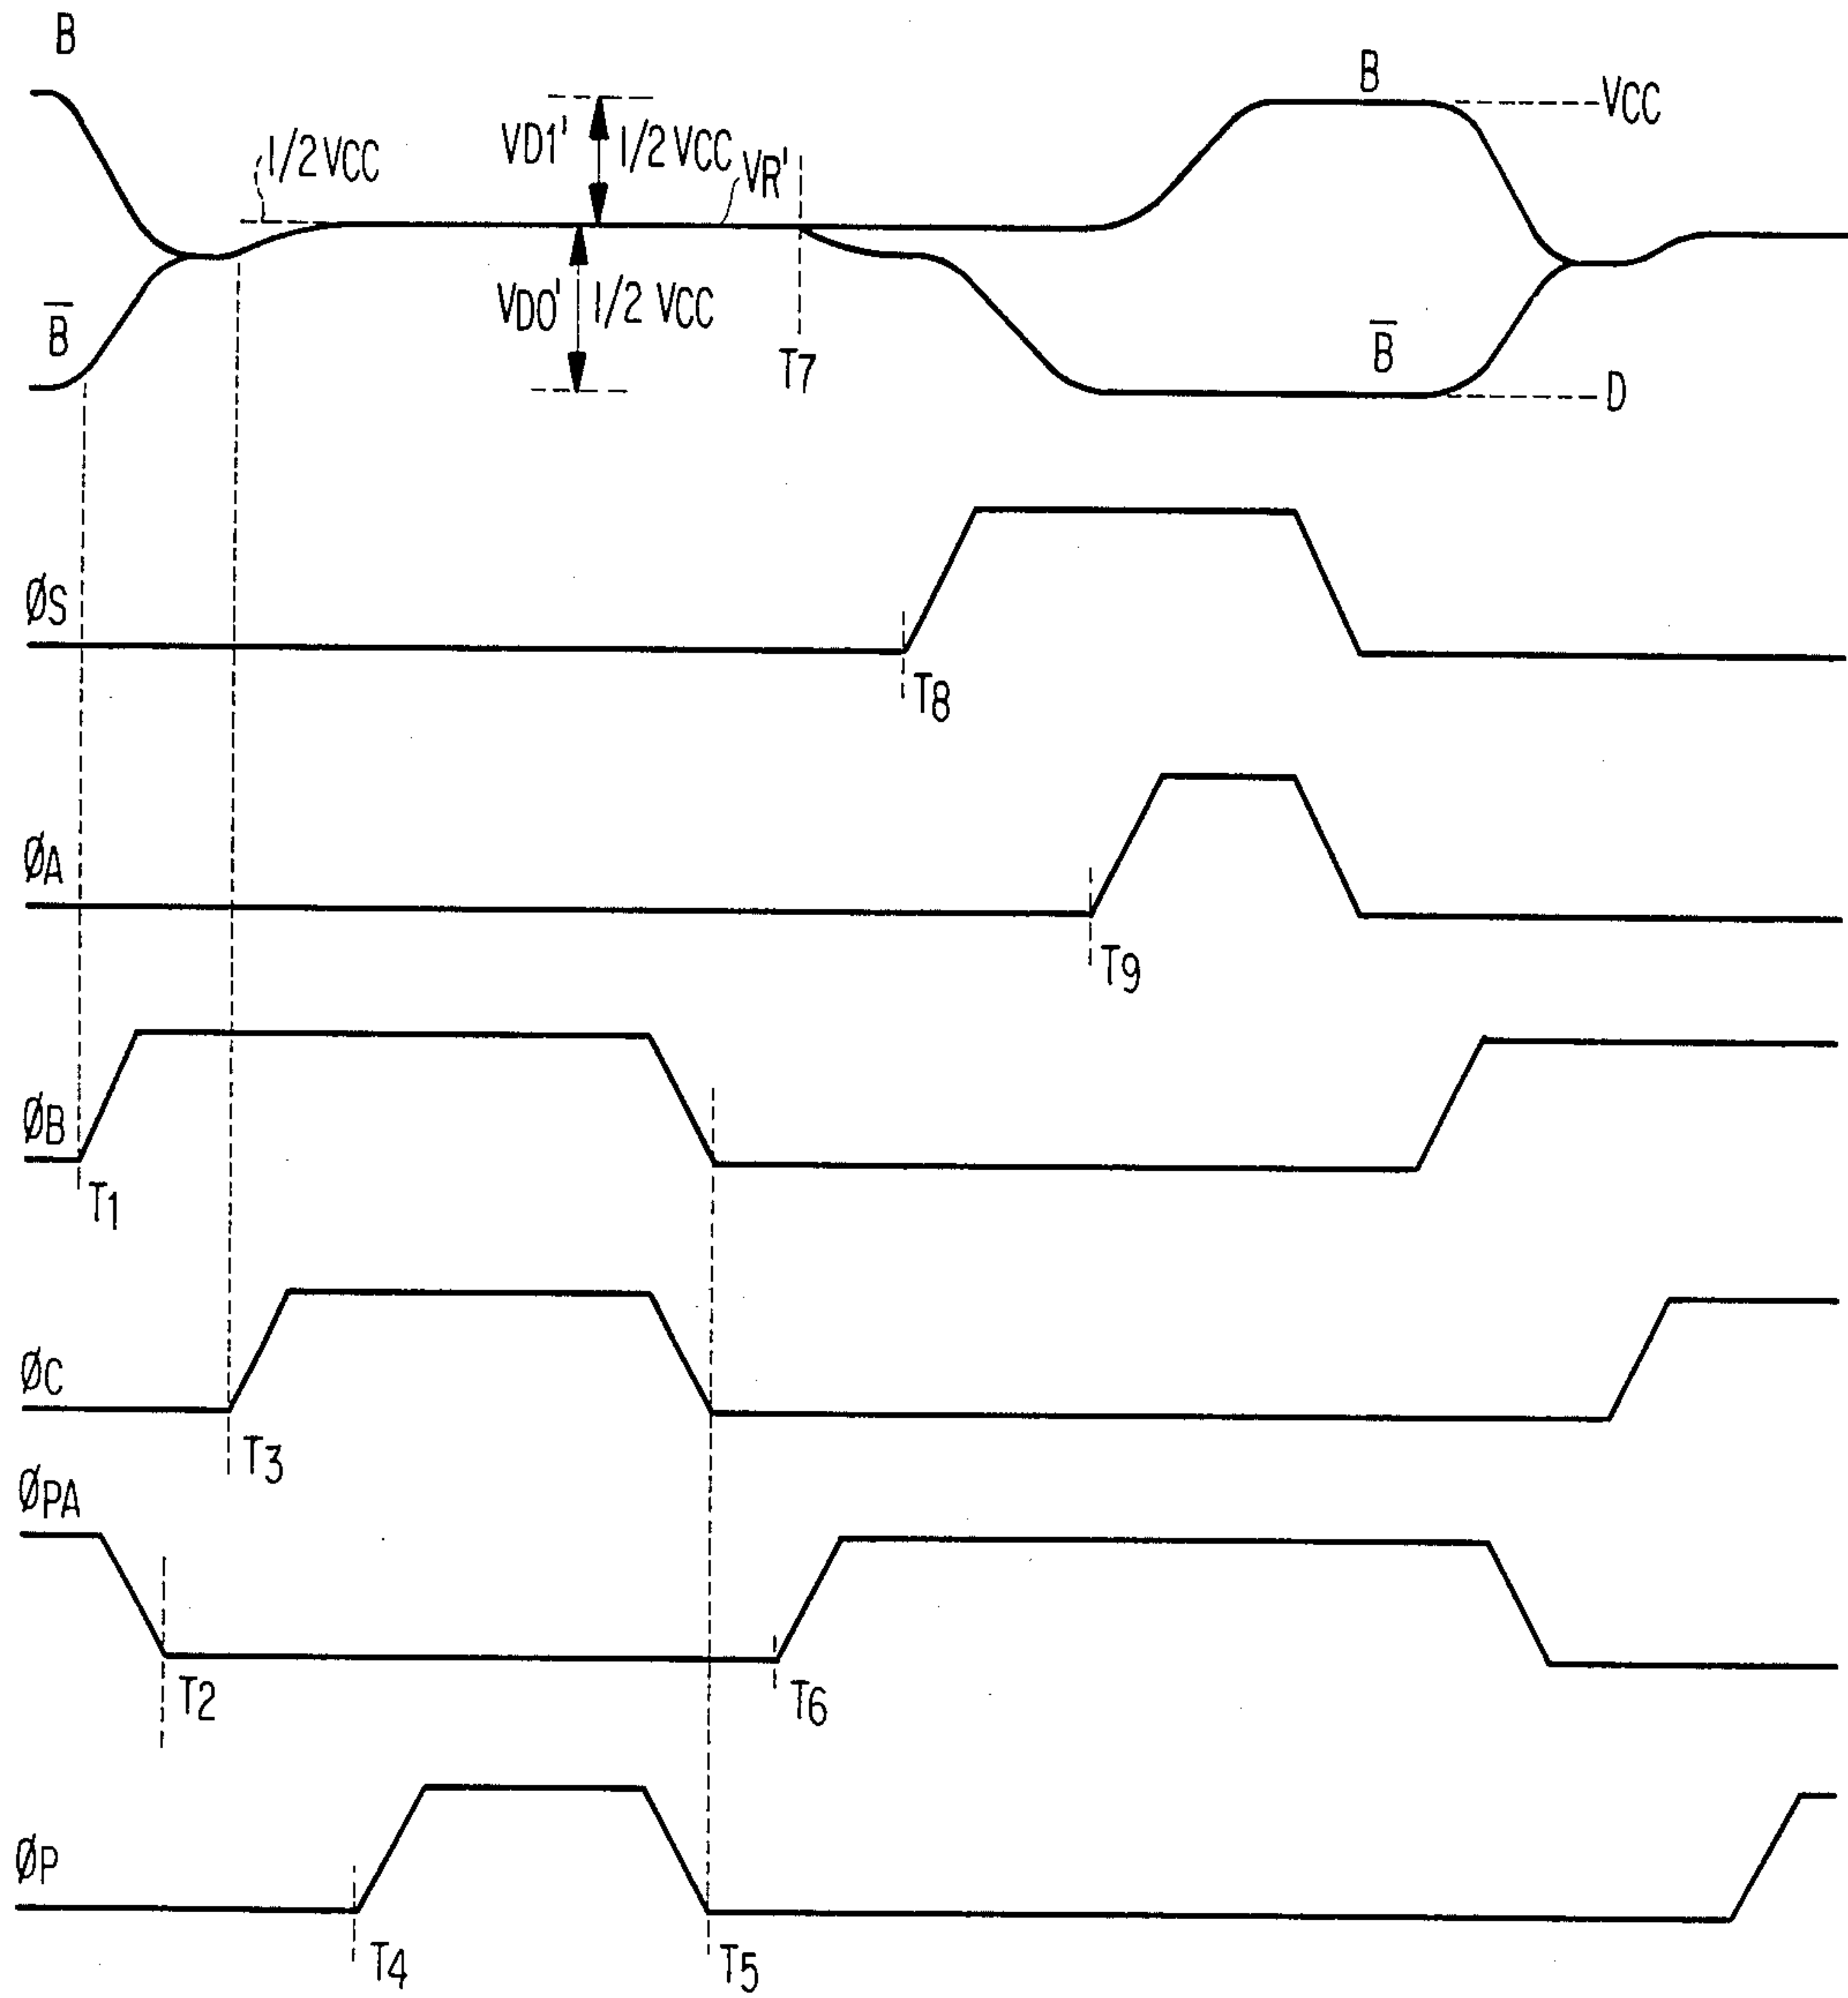 B
B
VCC
1/2 VCC
VD1'
1/2 VCC
VR'
B̅
VD0'
1/2 VCC
T7
B̅
D
ØS
T8
ØA
T9
ØB
T1
ØC
T3
ØPA
T2
T6
ØP
T4
T5